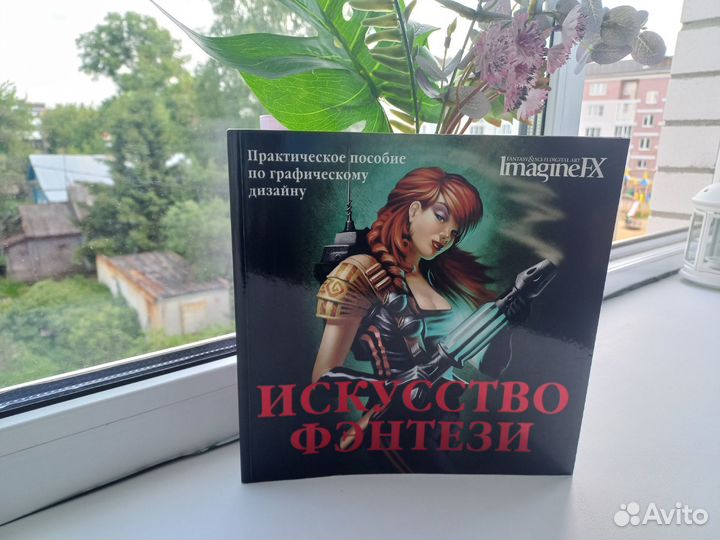 Практическое пособие
по графическому
дизайну
FANTASY & SCI-FI DIGITAL ART
ImagineFX
ИСКУССТВО
ФЭНТЕЗИ
Avito